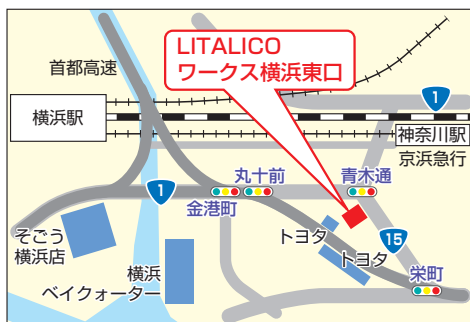 LITALICO
ワークス横浜東口
首都高速
1
横浜駅
神奈川駅
京浜急行
丸十前
青木通
1
金港町
15
そごう
横浜店
トヨタ
トヨタ
横浜
ベイクォーター
栄町